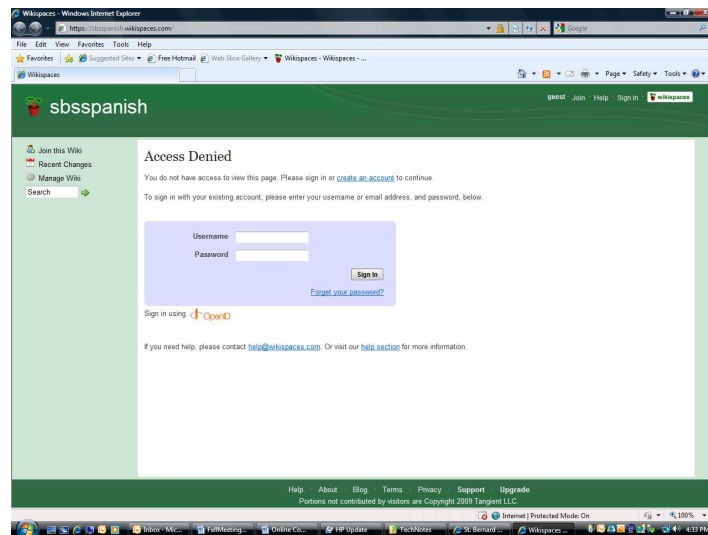 Wikispaces - Windows Internet Explorer
https://sbsspanish.wikispaces.com/
Google
File Edit View Favorites Tools Help
Favorites Suggested Sites Free Hotmail Web Slice Gallery Wikispaces - Wikispaces - ...
Wikispaces Page Safety Tools
sbsspanish
guest · Join · Help · Sign In · wikispaces
Join this Wiki
Recent Changes
Manage Wiki
Search
Access Denied
You do not have access to view this page. Please sign in or create an account to continue.
To sign in with your existing account, please enter your username or email address, and password, below.
Username
Password
Sign In
Forget your password?
Sign in using OpenID
If you need help, please contact help@wikispaces.com. Or visit our help section for more information.
Help · About · Blog · Terms · Privacy · Support · Upgrade
Portions not contributed by visitors are Copyright 2009 Tangient LLC.
Internet | Protected Mode: On 100%
Inbox - Mic... FallMeeting... Online Co... HP Update TechNotes St. Bernard ... Wikispaces ... 4:33 PM